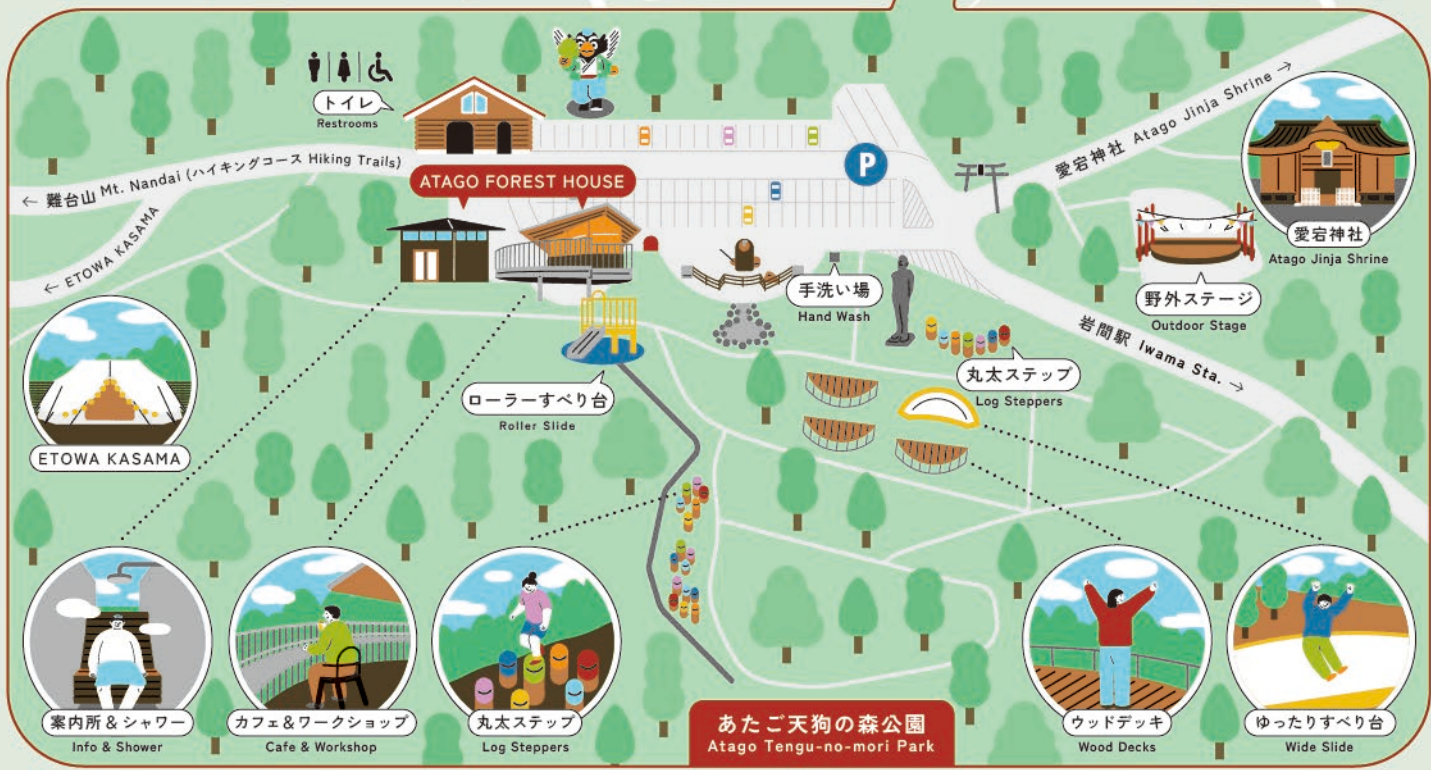 トイレ
Restrooms
← 難台山 Mt. Nandai (ハイキングコース Hiking Trails)
← ETOWA KASAMA
ATAGO FOREST HOUSE
P
愛宕神社 Atago Jinja Shrine →
愛宕神社
Atago Jinja Shrine
野外ステージ
Outdoor Stage
手洗い場
Hand Wash
岩間駅 Iwama Sta. →
丸太ステップ
Log Steppers
ローラーすべり台
Roller Slide
ETOWA KASAMA
案内所&シャワー
Info & Shower
カフェ&ワークショップ
Cafe & Workshop
丸太ステップ
Log Steppers
あたご天狗の森公園
Atago Tengu-no-mori Park
ウッドデッキ
Wood Decks
ゆったりすべり台
Wide Slide